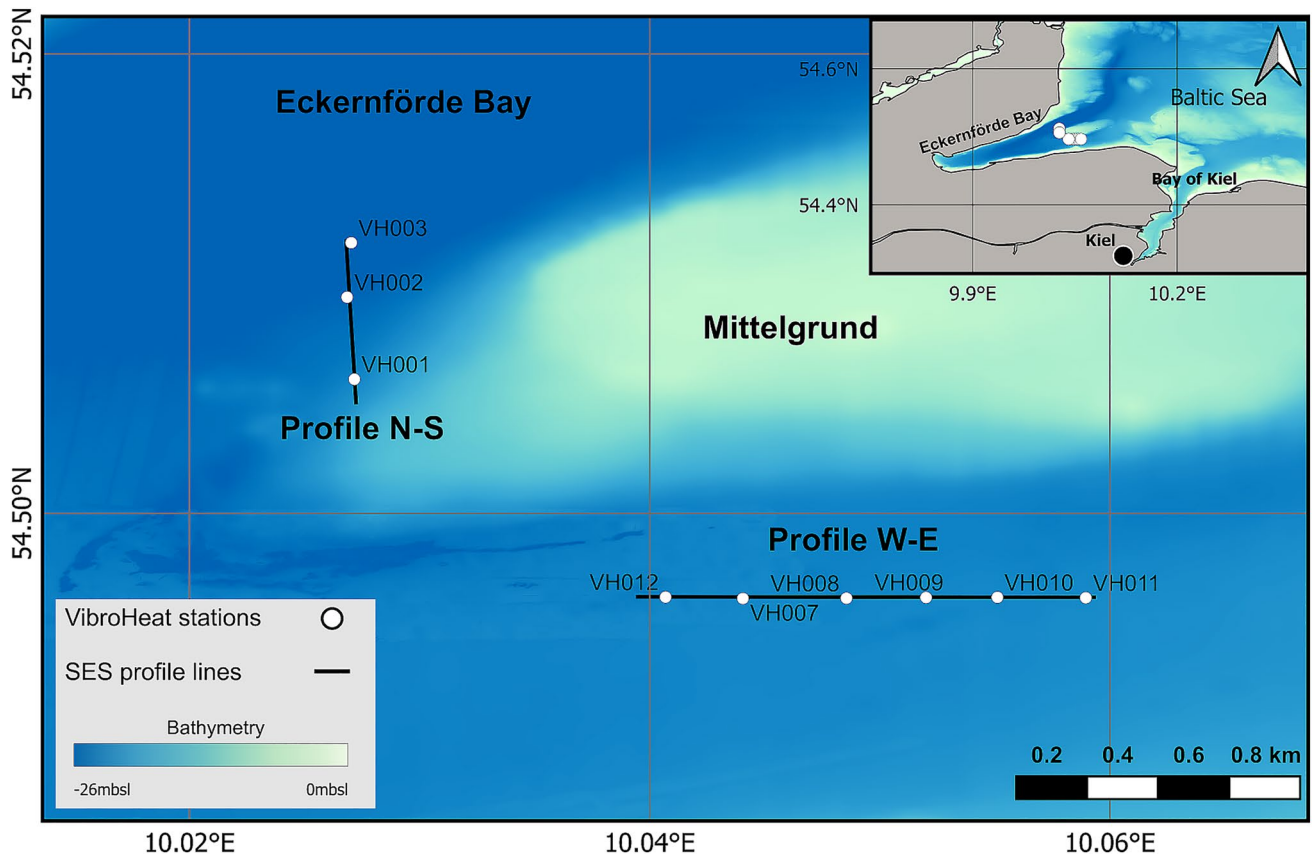 54.52°N
Eckernförde Bay
54.6°N
Baltic Sea
Eckernförde Bay
Bay of Kiel
54.4°N
Kiel
9.9°E
10.2°E
VH003
VH002
Mittelgrund
VH001
Profile N-S
54.50°N
Profile W-E
VH012
VH008
VH009
VH010
VH011
VH007
VibroHeat stations
SES profile lines
Bathymetry
-26mbsl
0mbsl
0.2 0.4 0.6 0.8 km
10.02°E
10.04°E
10.06°E